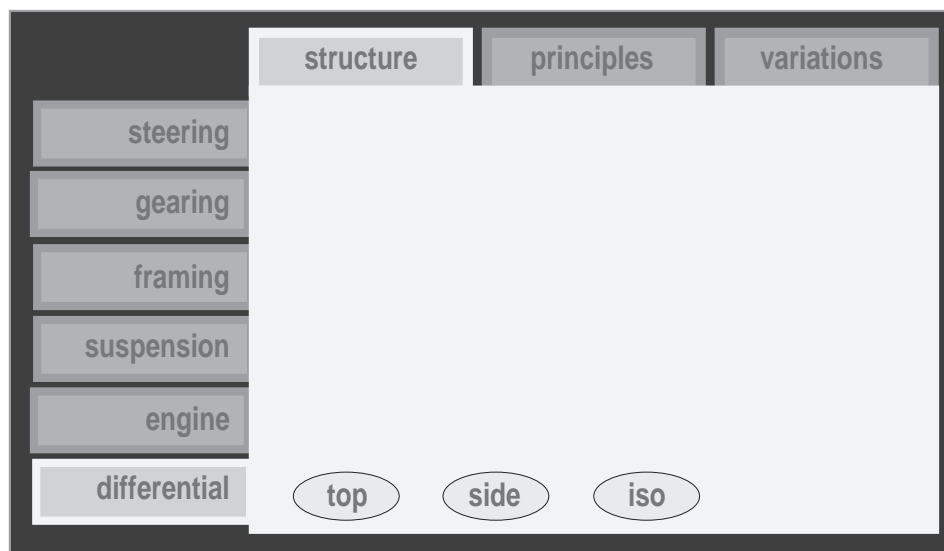 structure principles variations
steering
gearing
framing
suspension
engine
differential
top side iso